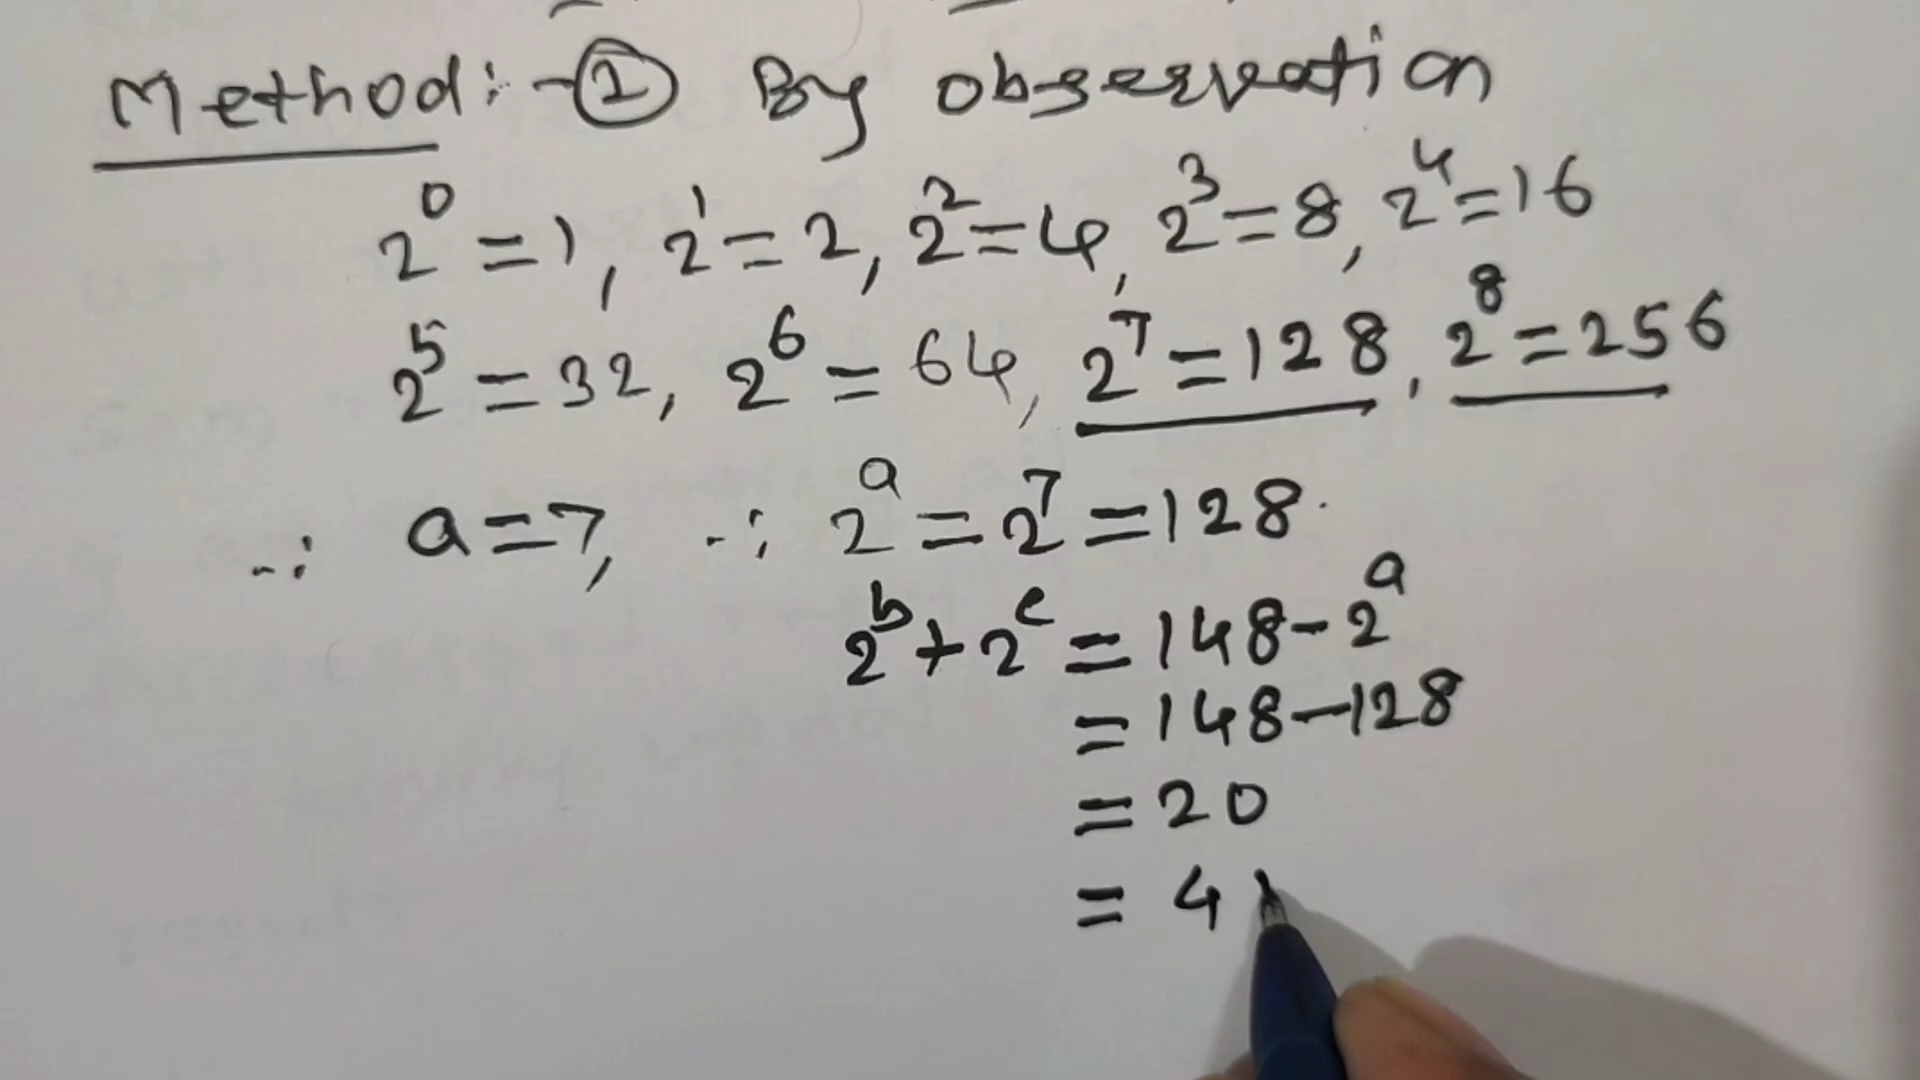 Method:-① By observation
2⁰=1, 2¹=2, 2²=4, 2³=8, 2⁴=16
2⁵=32, 2⁶=64, 2⁷=128, 2⁸=256
∴ a=7, ∴ 2ᵃ=2⁷=128.
2ᵇ+2ᶜ=148-2ᵃ
=148-128
=20
= 4